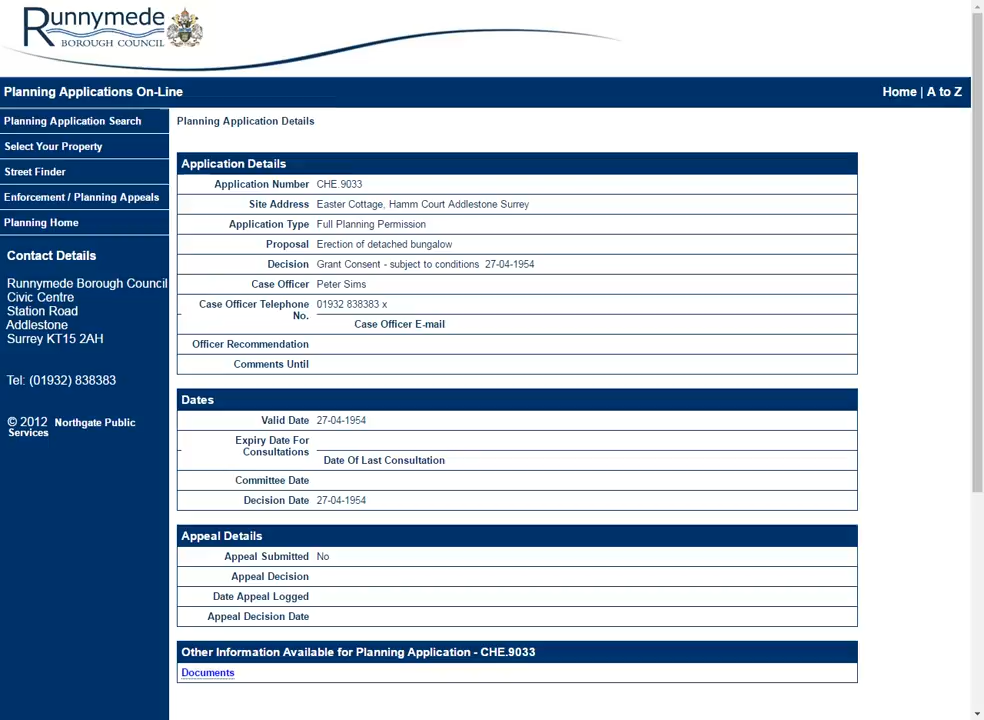 Runnymede
BOROUGH COUNCIL
Planning Applications On-Line
Home | A to Z
Planning Application Search
Select Your Property
Street Finder
Enforcement / Planning Appeals
Planning Home
Contact Details
Runnymede Borough Council
Civic Centre
Station Road
Addlestone
Surrey KT15 2AH
Tel: (01932) 838383
© 2012 Northgate Public
Services
Planning Application Details
Application Details
Application Number CHE.9033
Site Address Easter Cottage, Hamm Court Addlestone Surrey
Application Type Full Planning Permission
Proposal Erection of detached bungalow
Decision Grant Consent - subject to conditions 27-04-1954
Case Officer Peter Sims
Case Officer Telephone 01932 838383 x
No.
Case Officer E-mail
Officer Recommendation
Comments Until
Dates
Valid Date 27-04-1954
Expiry Date For
Consultations
Date Of Last Consultation
Committee Date
Decision Date 27-04-1954
Appeal Details
Appeal Submitted No
Appeal Decision
Date Appeal Logged
Appeal Decision Date
Other Information Available for Planning Application - CHE.9033
Documents